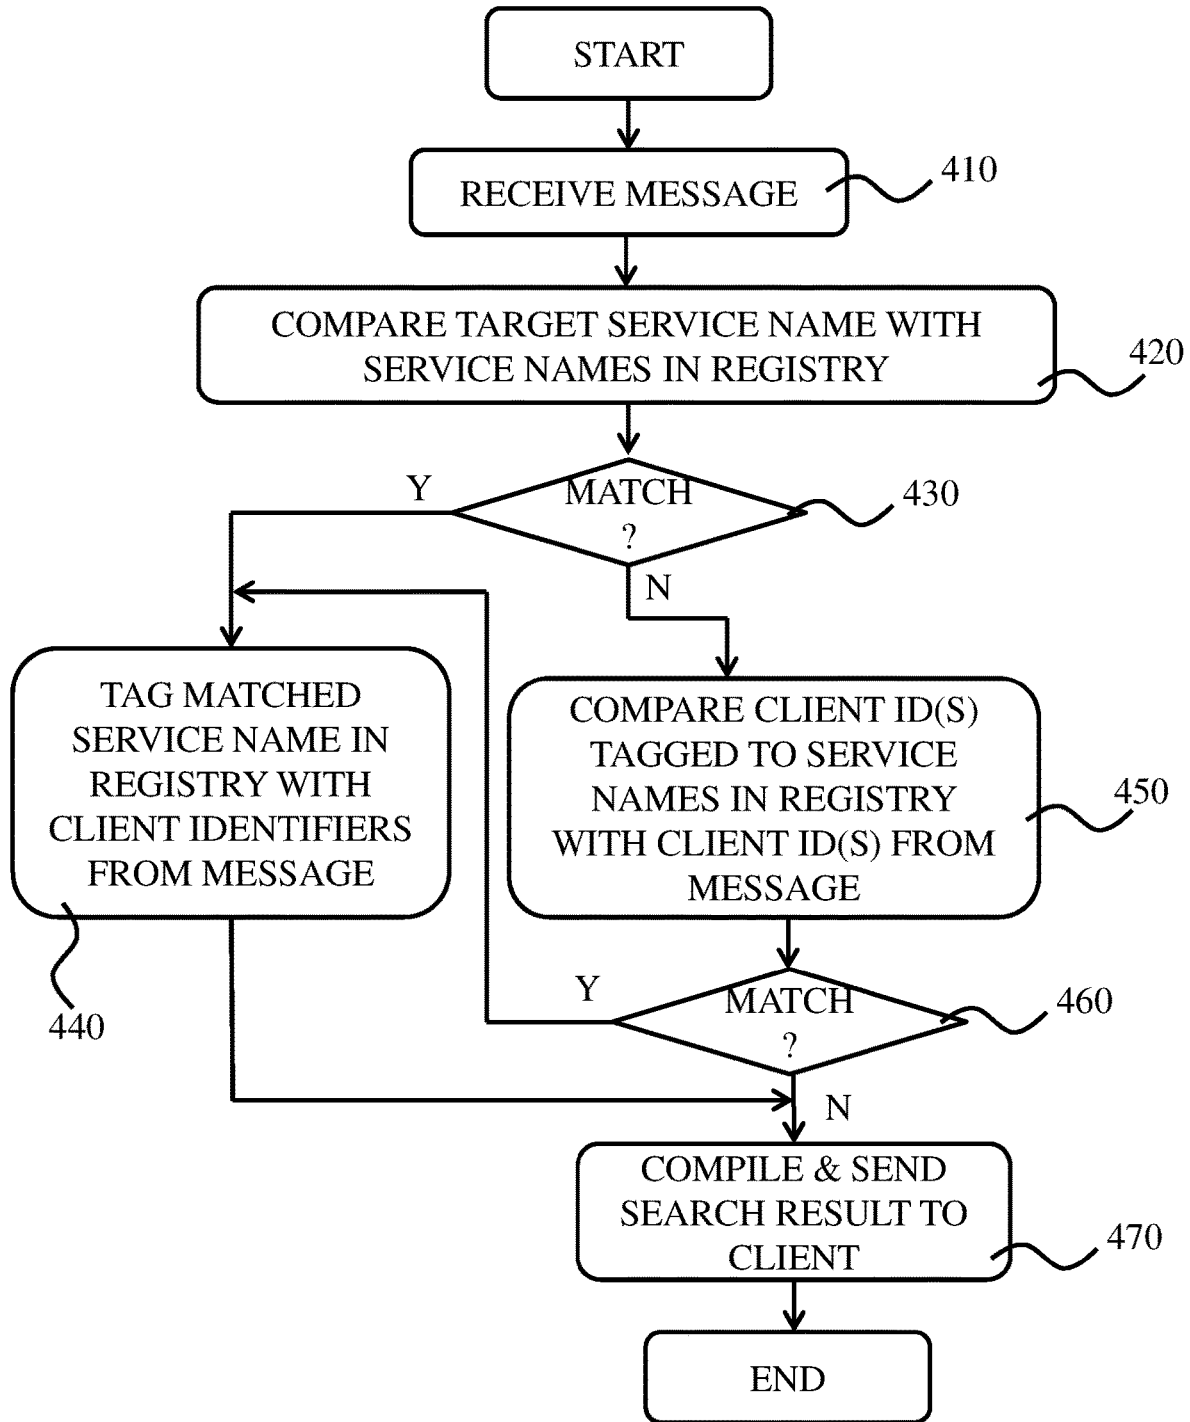 START
RECEIVE MESSAGE
410
COMPARE TARGET SERVICE NAME WITH
SERVICE NAMES IN REGISTRY
420
Y
MATCH
?
430
N
TAG MATCHED
SERVICE NAME IN
REGISTRY WITH
CLIENT IDENTIFIERS
FROM MESSAGE
440
COMPARE CLIENT ID(S)
TAGGED TO SERVICE
NAMES IN REGISTRY
WITH CLIENT ID(S) FROM
MESSAGE
450
Y
MATCH
?
460
N
COMPILE & SEND
SEARCH RESULT TO
CLIENT
470
END